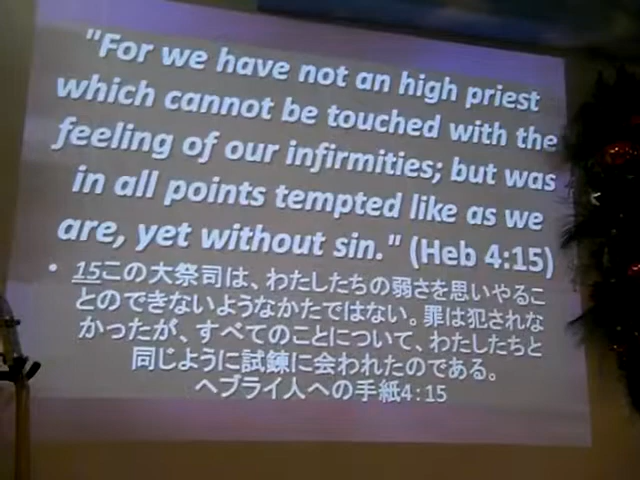 "For we have not an high priest
which cannot be touched with the
feeling of our infirmities; but was
in all points tempted like as we
are, yet without sin." (Heb 4:15)
• 15この大祭司は、わたしたちの弱さを思いやるこ
とのできないようなかたではない。罪は犯されな
かったが、すべてのことについて、わたしたちと
同じように試錬に会われたのである。
ヘブライ人への手紙4:15